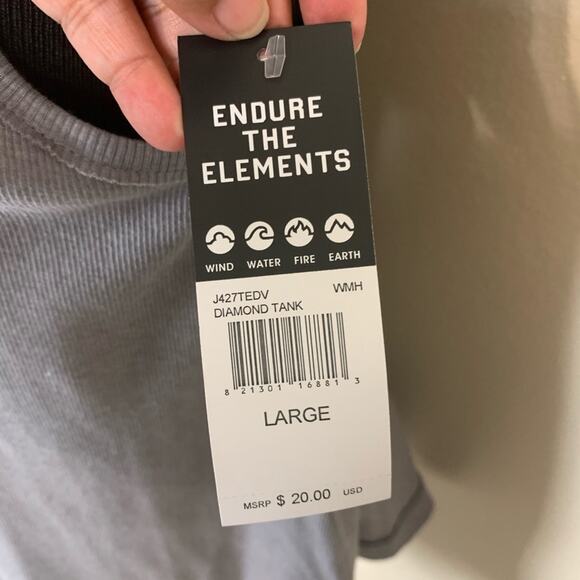 ENDURE
THE
ELEMENTS
WIND WATER FIRE EARTH
J427TEDV WMH
DIAMOND TANK
8 21301 16881 3
LARGE
MSRP $ 20.00 USD